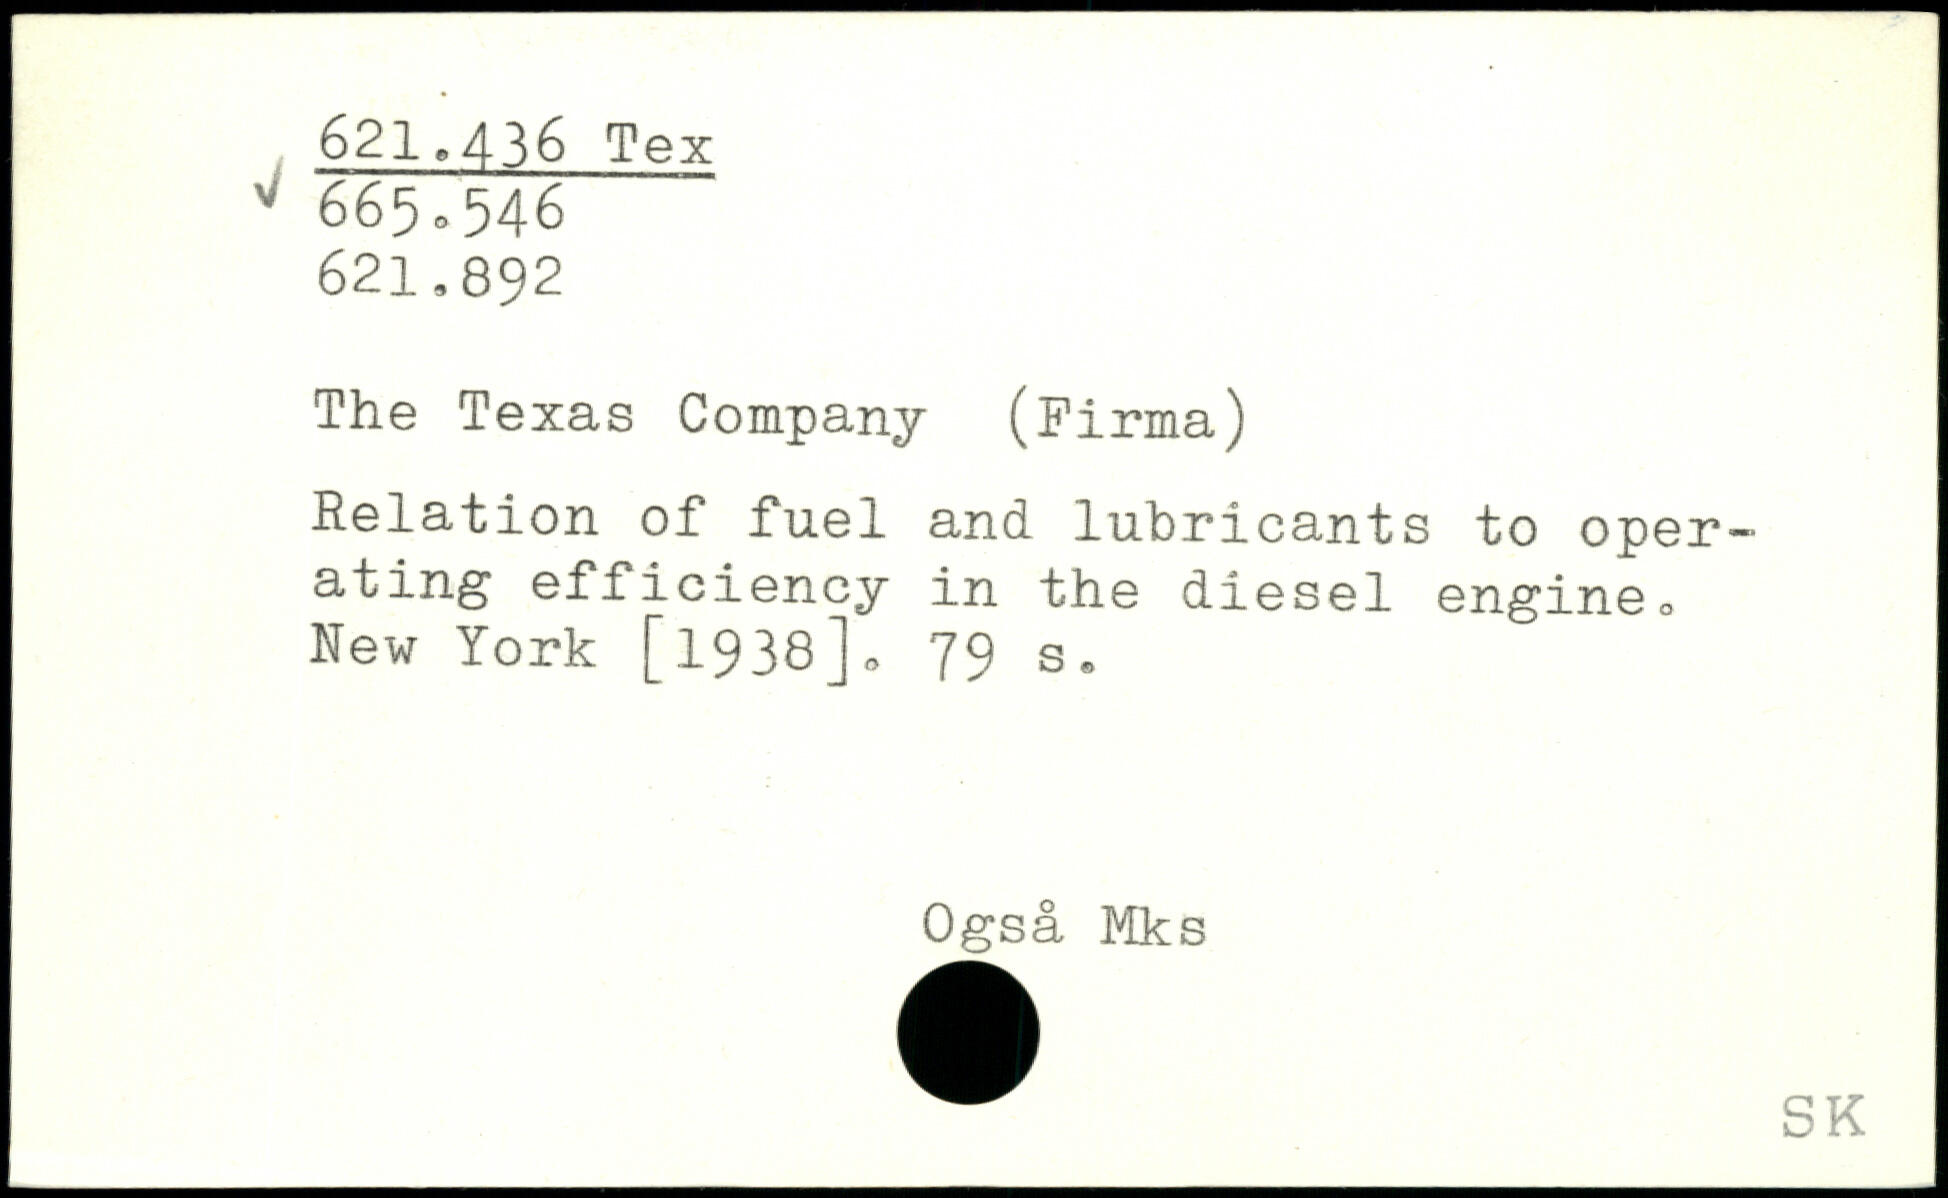 621.436 Tex
✓ 665.546
621.892
The Texas Company (Firma)
Relation of fuel and lubricants to oper-
ating efficiency in the diesel engine.
New York [1938]. 79 s.
Også Mks
SK